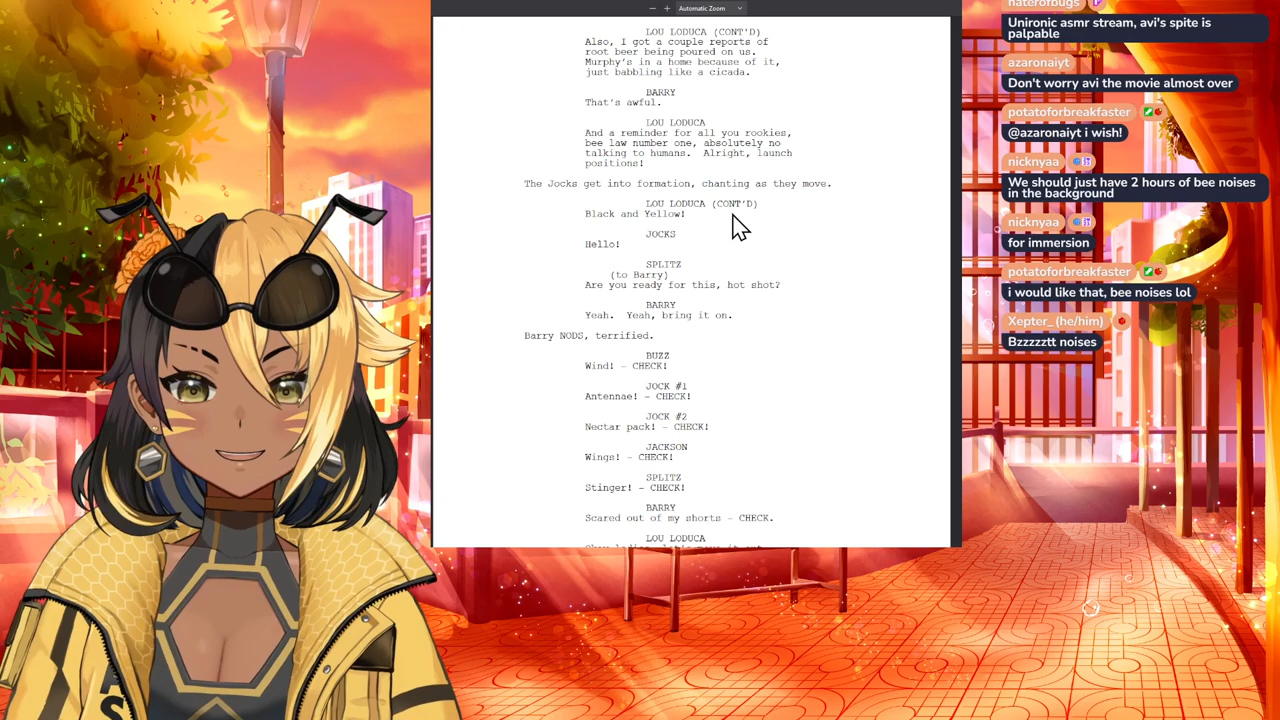 Automatic Zoom
LOU LODUCA (CONT'D)
Also, I got a couple reports of
root beer being poured on us.
Murphy's in a home because of it,
just babbling like a cicada.
BARRY
That's awful.
LOU LODUCA
And a reminder for all you rookies,
bee law number one, absolutely no
talking to humans. Alright, launch
positions!
The Jocks get into formation, chanting as they move.
LOU LODUCA (CONT'D)
Black and Yellow!
JOCKS
Hello!
SPLITZ
(to Barry)
Are you ready for this, hot shot?
BARRY
Yeah. Yeah, bring it on.
Barry NODS, terrified.
BUZZ
Wind! - CHECK!
JOCK #1
Antennae! - CHECK!
JOCK #2
Nectar pack! - CHECK!
JACKSON
Wings! - CHECK!
SPLITZ
Stinger! - CHECK!
BARRY
Scared out of my shorts - CHECK.
LOU LODUCA
haterofbugs
Unironic asmr stream, avi's spite is
palpable
azaronaiyt
Don't worry avi the movie almost over
potatoforbreakfaster
@azaronaiyt i wish!
nicknyaa
We should just have 2 hours of bee noises
in the background
nicknyaa
for immersion
potatoforbreakfaster
i would like that, bee noises lol
Xepter_(he/him)
Bzzzzztt noises